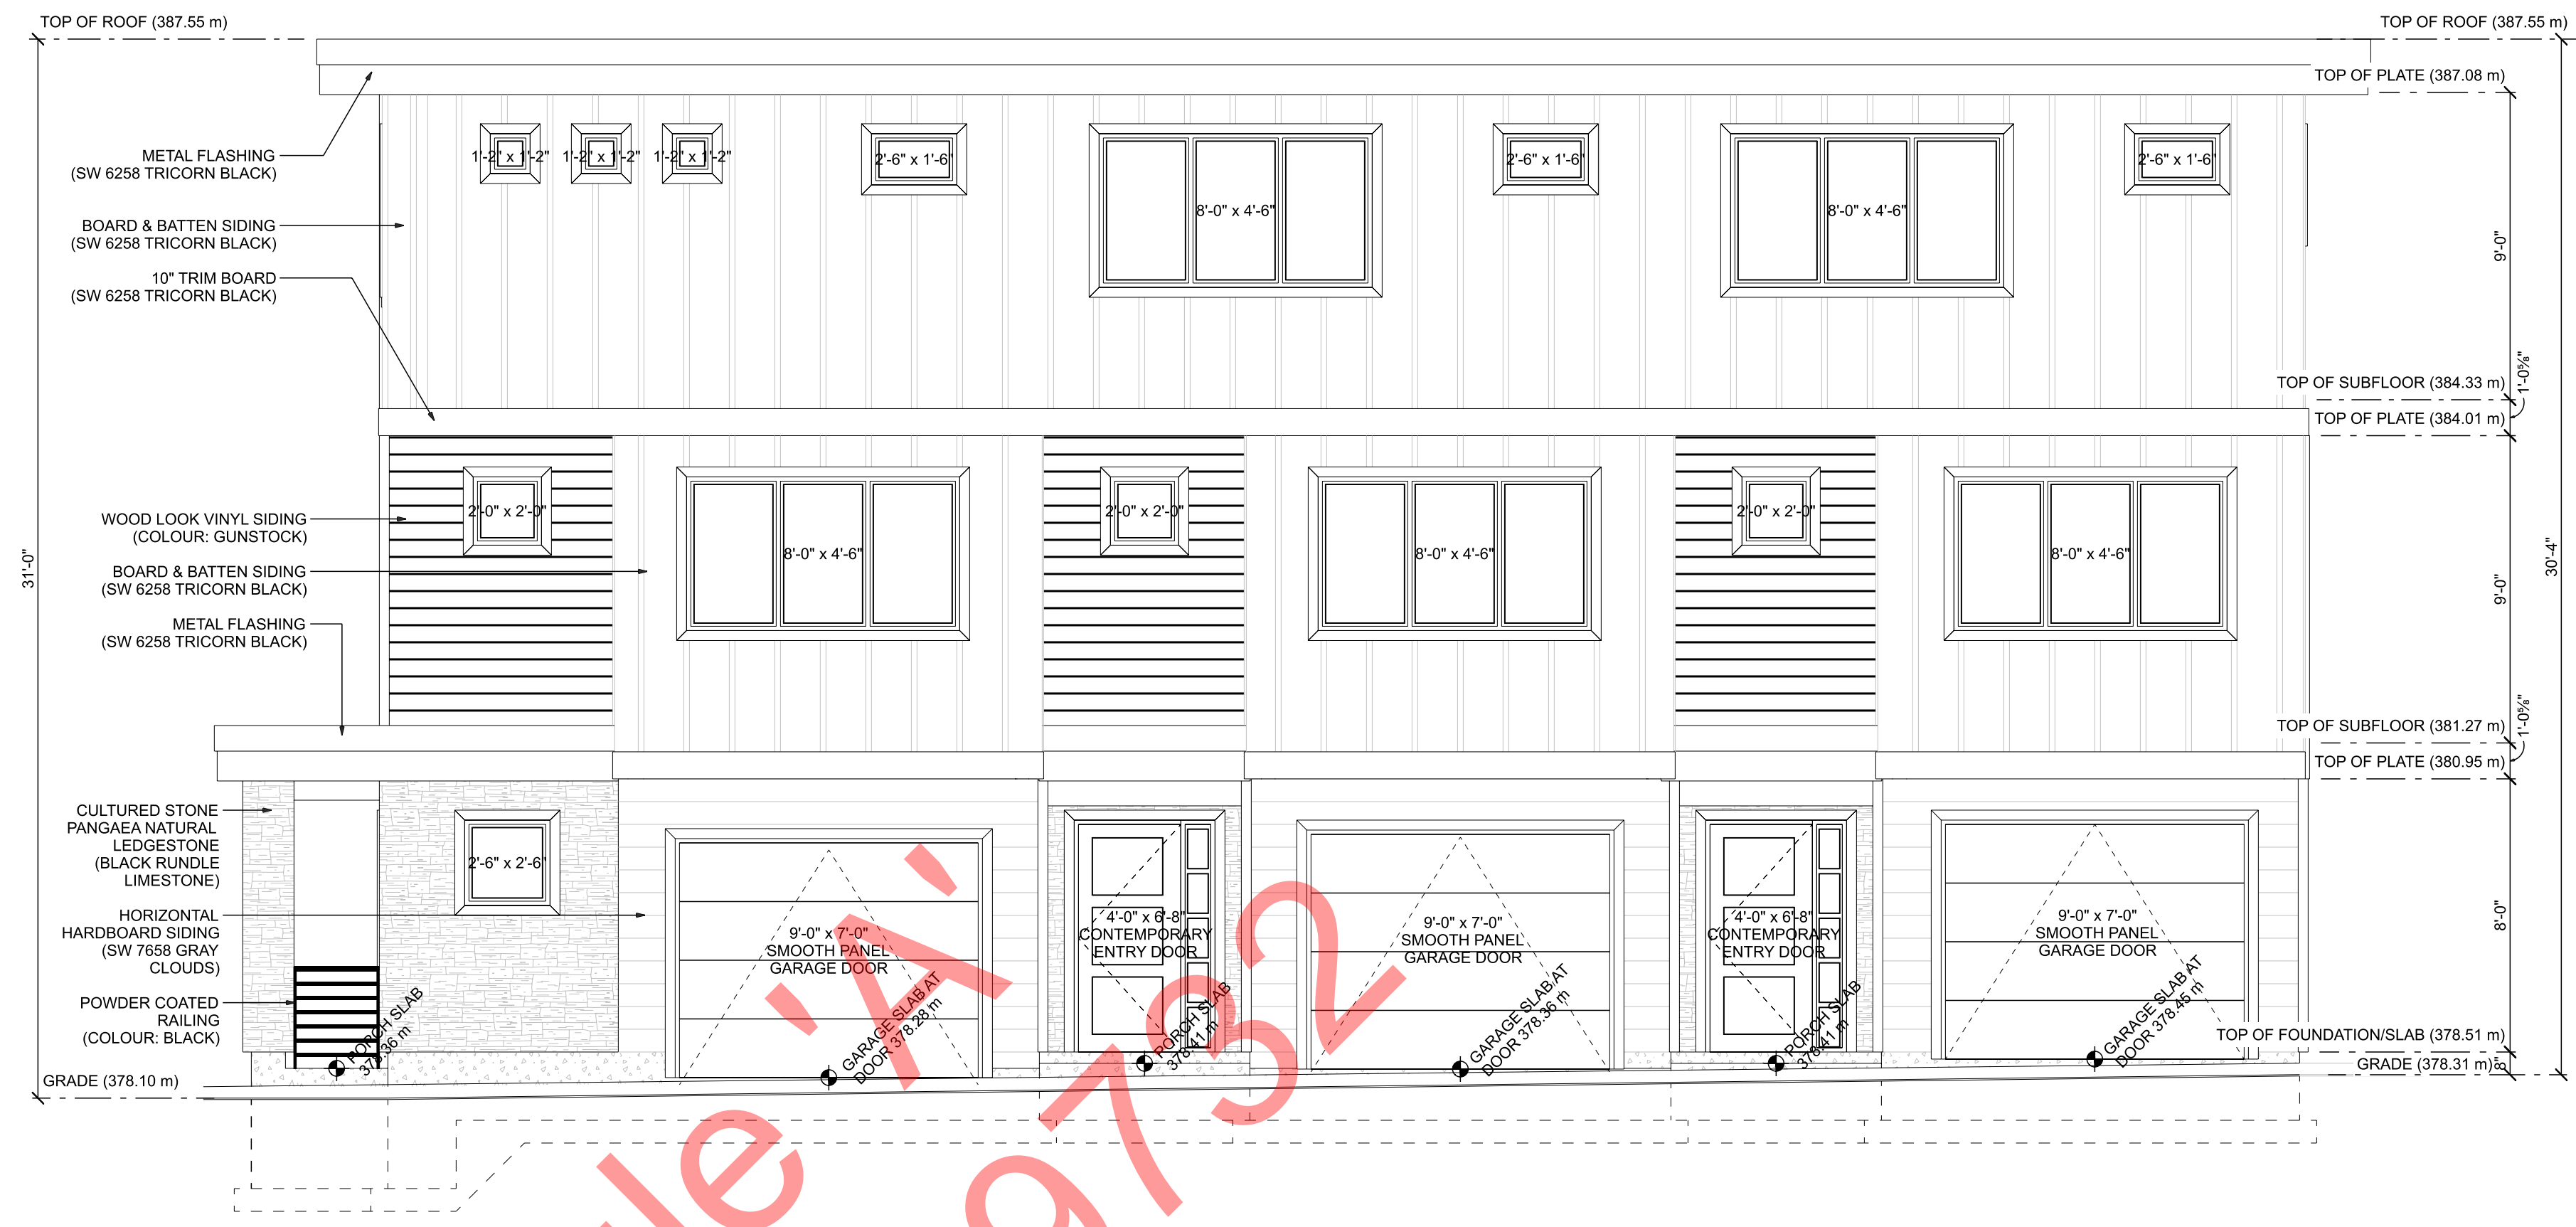 TOP OF ROOF (387.55 m)
TOP OF ROOF (387.55 m)
TOP OF PLATE (387.08 m)
METAL FLASHING
(SW 6258 TRICORN BLACK)
1'-2" x 1'-2"
1'-2" x 1'-2"
1'-2" x 1'-2"
2'-6" x 1'-6"
8'-0" x 4'-6"
2'-6" x 1'-6"
8'-0" x 4'-6"
2'-6" x 1'-6"
BOARD & BATTEN SIDING
(SW 6258 TRICORN BLACK)
9'-0"
10" TRIM BOARD
(SW 6258 TRICORN BLACK)
TOP OF SUBFLOOR (384.33 m)
1'-0⅝"
TOP OF PLATE (384.01 m)
WOOD LOOK VINYL SIDING
(COLOUR: GUNSTOCK)
2'-0" x 2'-0"
8'-0" x 4'-6"
2'-0" x 2'-0"
8'-0" x 4'-6"
2'-0" x 2'-0"
8'-0" x 4'-6"
31'-0"
30'-4"
9'-0"
BOARD & BATTEN SIDING
(SW 6258 TRICORN BLACK)
METAL FLASHING
(SW 6258 TRICORN BLACK)
TOP OF SUBFLOOR (381.27 m)
1'-0⅝"
TOP OF PLATE (380.95 m)
CULTURED STONE
PANGAEA NATURAL
LEDGESTONE
(BLACK RUNDLE
LIMESTONE)
2'-6" x 2'-6"
HORIZONTAL
HARDBOARD SIDING
(SW 7658 GRAY
CLOUDS)
9'-0" x 7'-0"
SMOOTH PANEL
GARAGE DOOR
4'-0" x 6'-8"
CONTEMPORARY
ENTRY DOOR
9'-0" x 7'-0"
SMOOTH PANEL
GARAGE DOOR
4'-0" x 6'-8"
CONTEMPORARY
ENTRY DOOR
9'-0" x 7'-0"
SMOOTH PANEL
GARAGE DOOR
8'-0"
POWDER COATED
RAILING
(COLOUR: BLACK)
PORCH SLAB
378.36 m
GARAGE SLAB AT
DOOR 378.28 m
PORCH SLAB
378.41 m
GARAGE SLAB AT
DOOR 378.36 m
PORCH SLAB
378.41 m
GARAGE SLAB AT
DOOR 378.45 m
TOP OF FOUNDATION/SLAB (378.51 m)
GRADE (378.10 m)
GRADE (378.31 m)
8"
le 'A'
9732